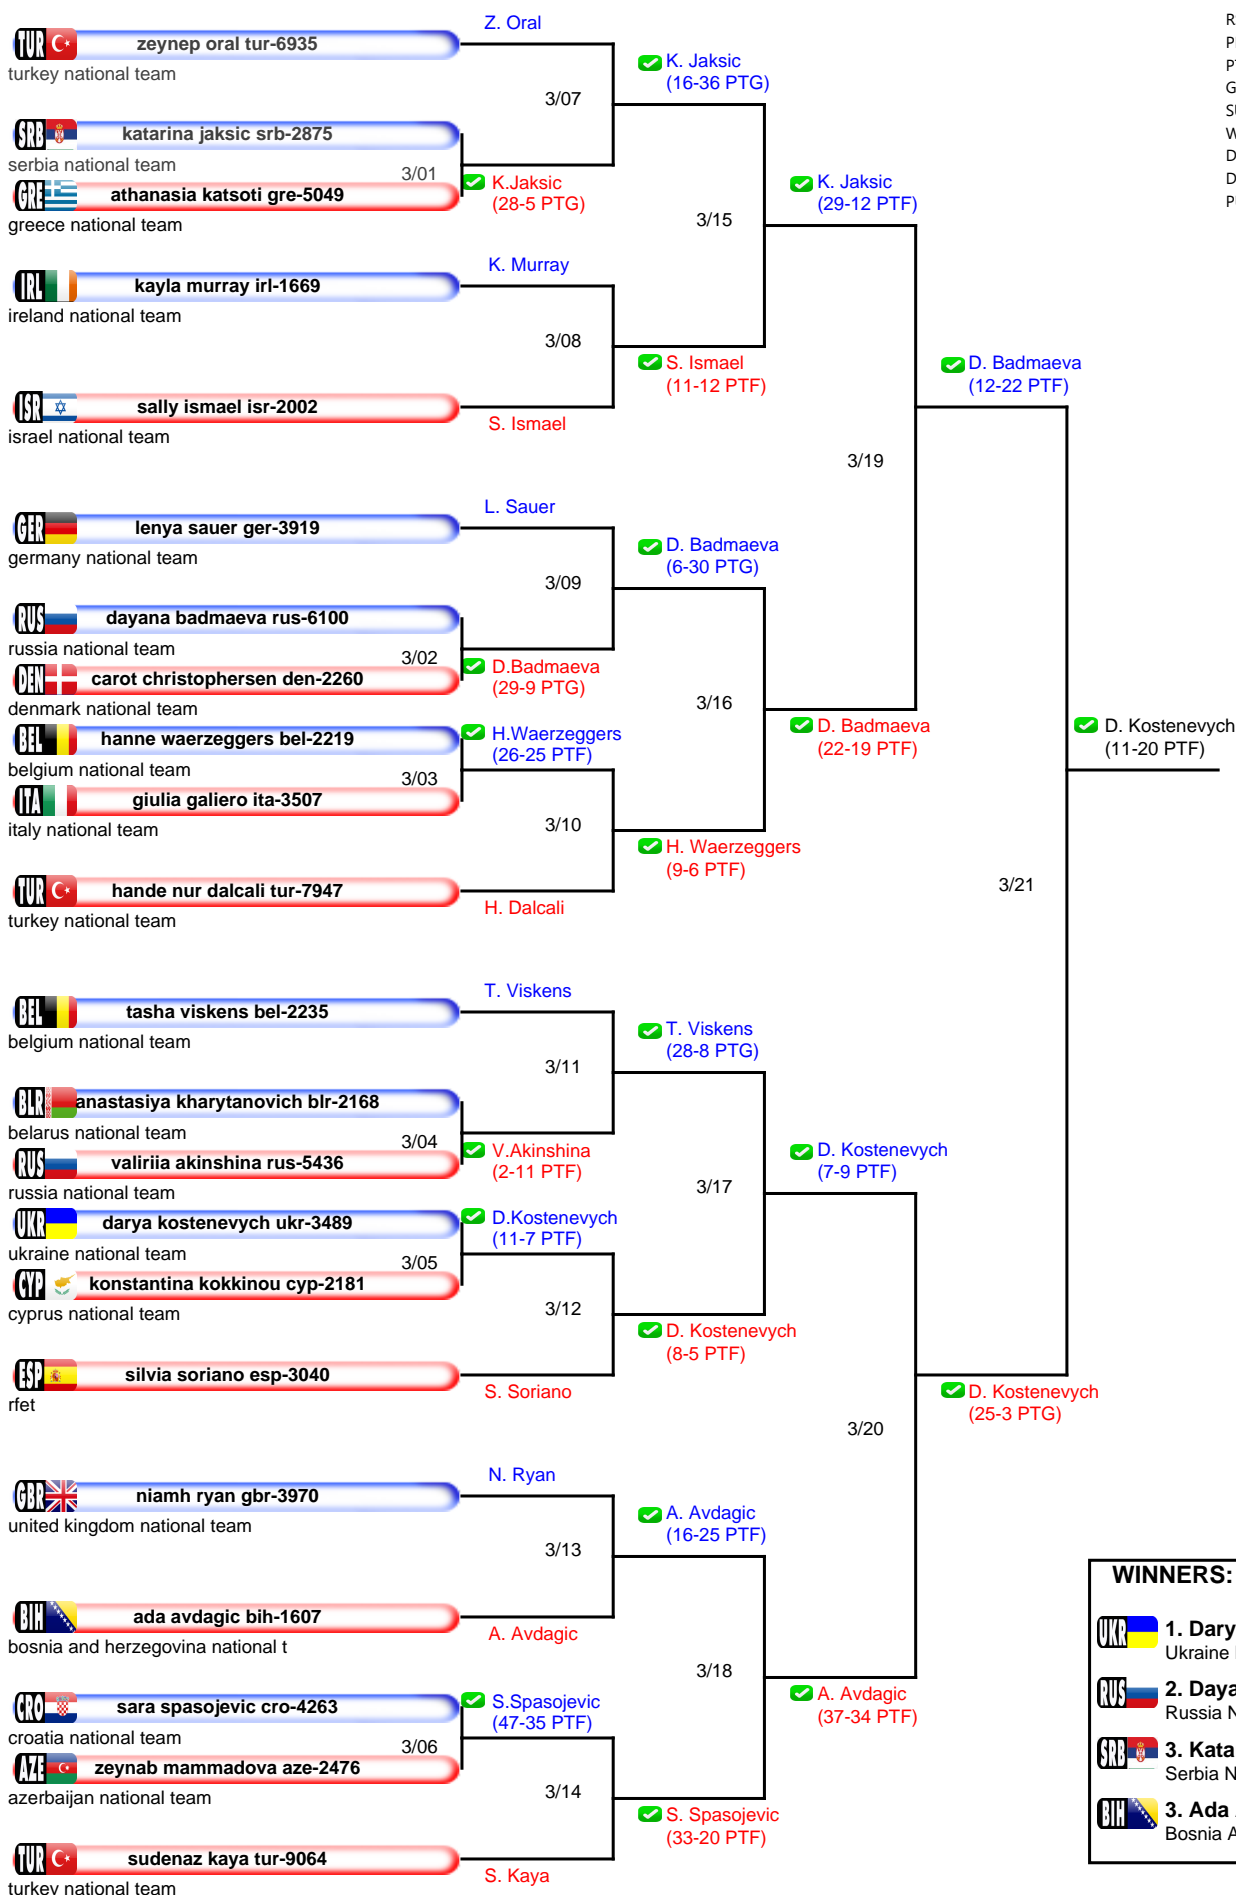 Z. Oral
TUR zeynep oral tur-6935
turkey national team
K. Jaksic
(16-36 PTG)
3/07
SRB katarina jaksic srb-2875
serbia national team
3/01
GRE athanasia katsoti gre-5049
greece national team
K.Jaksic
(28-5 PTG)
K. Jaksic
(29-12 PTF)
3/15
K. Murray
IRL kayla murray irl-1669
ireland national team
3/08
S. Ismael
(11-12 PTF)
ISR sally ismael isr-2002
israel national team
S. Ismael
D. Badmaeva
(12-22 PTF)
3/19
L. Sauer
GER lenya sauer ger-3919
germany national team
D. Badmaeva
(6-30 PTG)
3/09
RUS dayana badmaeva rus-6100
russia national team
3/02
DEN carot christophersen den-2260
denmark national team
D.Badmaeva
(29-9 PTG)
3/16
BEL hanne waerzeggers bel-2219
belgium national team
H.Waerzeggers
(26-25 PTF)
D. Badmaeva
(22-19 PTF)
D. Kostenevych
(11-20 PTF)
3/03
ITA giulia galiero ita-3507
italy national team
3/10
H. Waerzeggers
(9-6 PTF)
TUR hande nur dalcali tur-7947
turkey national team
H. Dalcali
3/21
T. Viskens
BEL tasha viskens bel-2235
belgium national team
T. Viskens
(28-8 PTG)
3/11
BLR anastasiya kharytanovich blr-2168
belarus national team
3/04
RUS valiriia akinshina rus-5436
russia national team
V.Akinshina
(2-11 PTF)
D. Kostenevych
(7-9 PTF)
3/17
UKR darya kostenevych ukr-3489
ukraine national team
D.Kostenevych
(11-7 PTF)
3/05
CYP konstantina kokkinou cyp-2181
cyprus national team
3/12
D. Kostenevych
(8-5 PTF)
ESP silvia soriano esp-3040
rfet
S. Soriano
D. Kostenevych
(25-3 PTG)
3/20
N. Ryan
GBR niamh ryan gbr-3970
united kingdom national team
A. Avdagic
(16-25 PTF)
3/13
BIH ada avdagic bih-1607
bosnia and herzegovina national t
A. Avdagic
3/18
CRO sara spasojevic cro-4263
croatia national team
S.Spasojevic
(47-35 PTF)
A. Avdagic
(37-34 PTF)
3/06
AZE zeynab mammadova aze-2476
azerbaijan national team
3/14
S. Spasojevic
(33-20 PTF)
TUR sudenaz kaya tur-9064
turkey national team
S. Kaya
WINNERS:
UKR 1. Dary
Ukraine
RUS 2. Daya
Russia N
SRB 3. Kata
Serbia N
BIH 3. Ada
Bosnia A